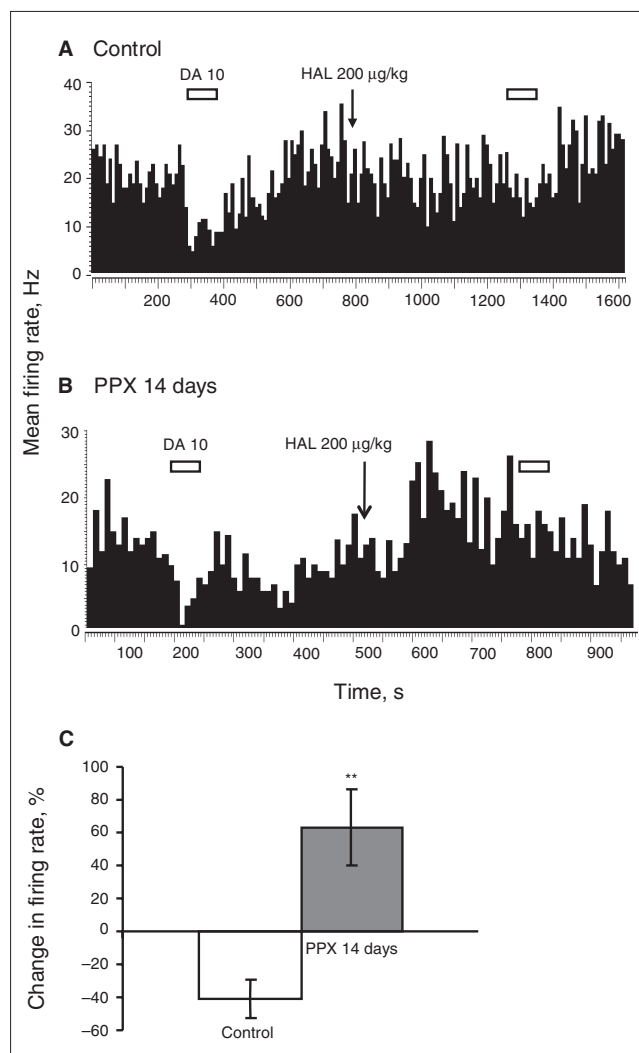 A Control
DA 10
HAL 200 µg/kg
40
30
20
10
0
200 400 600 800 1000 1200 1400 1600
Mean firing rate, Hz
B PPX 14 days
DA 10
HAL 200 µg/kg
30
20
10
0
100 200 300 400 500 600 700 800 900
Time, s
C
Change in firing rate, %
100
80
60
40
20
0
–20
–40
–60
**
PPX 14 days
Control